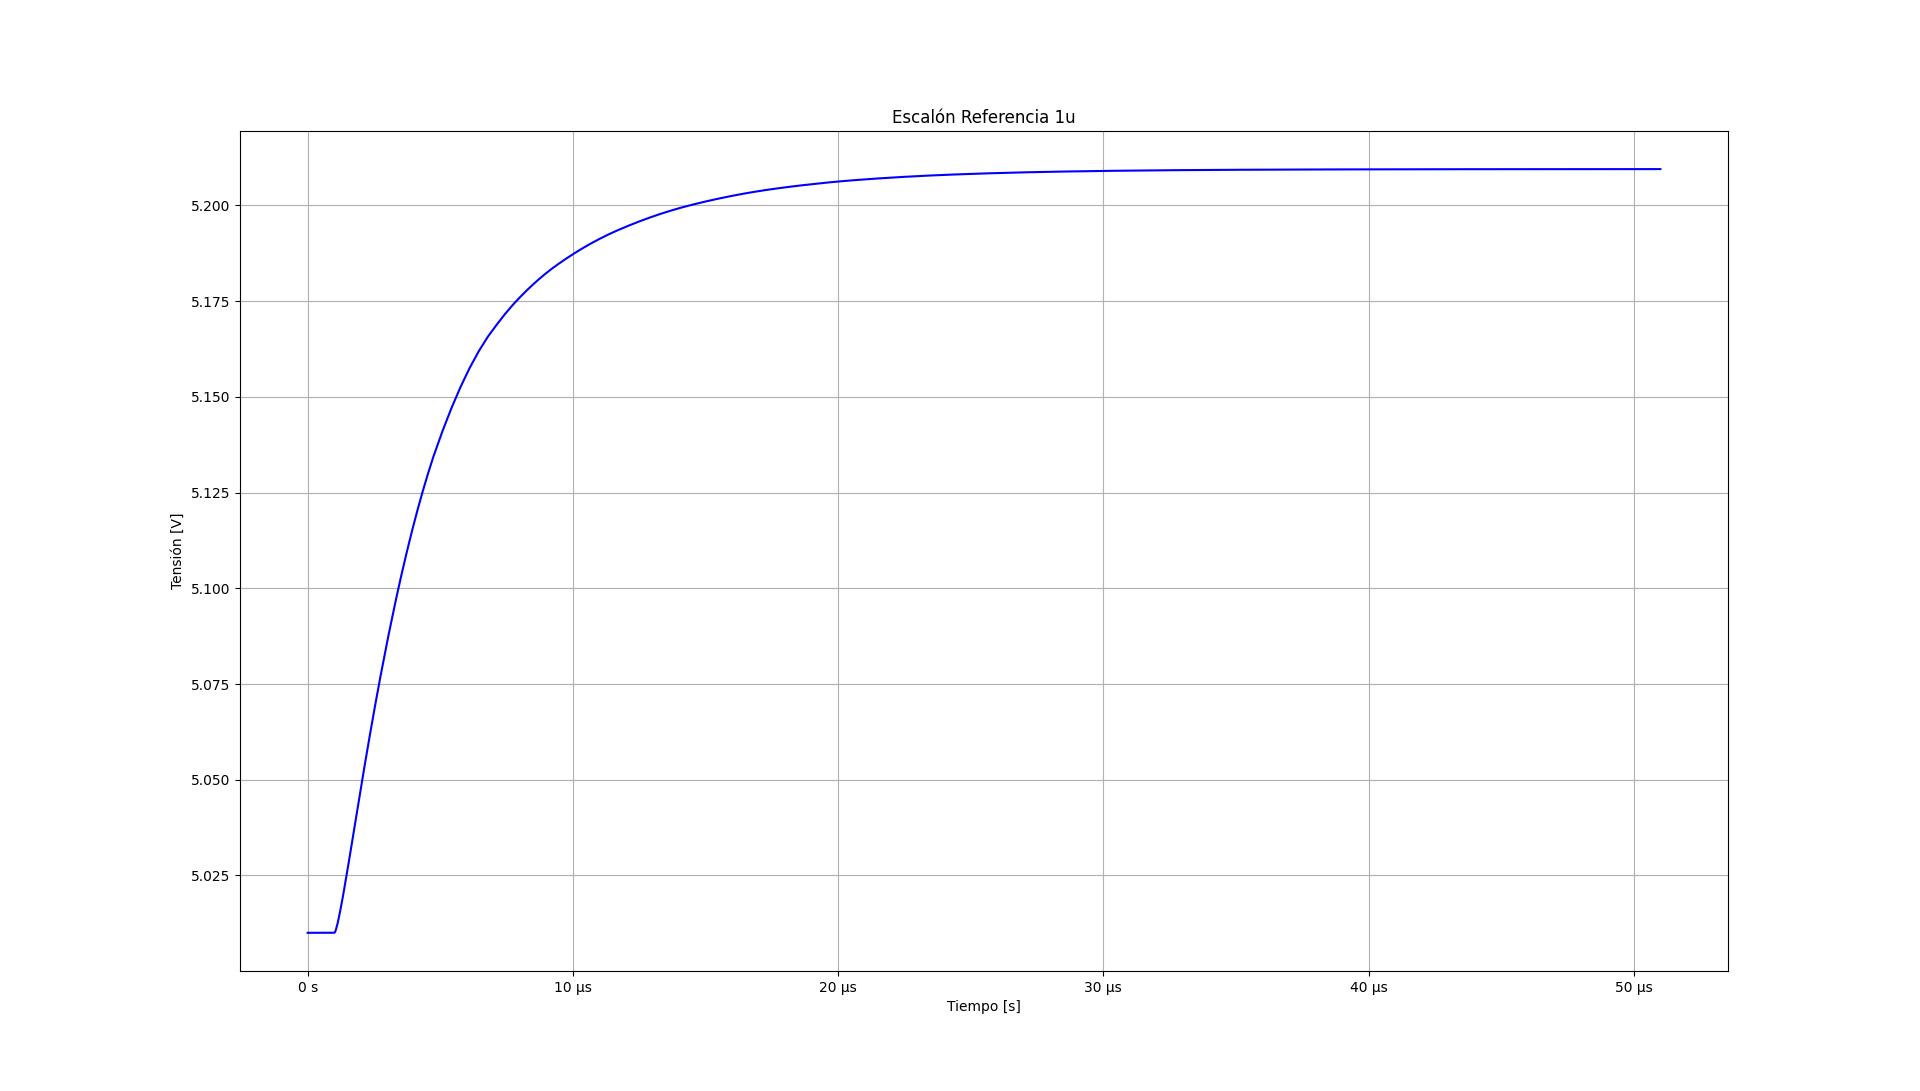 Escalón Referencia 1u
Tensión [V]
5.200
5.175
5.150
5.125
5.100
5.075
5.050
5.025
0 s
10 µs
20 µs
30 µs
40 µs
50 µs
Tiempo [s]